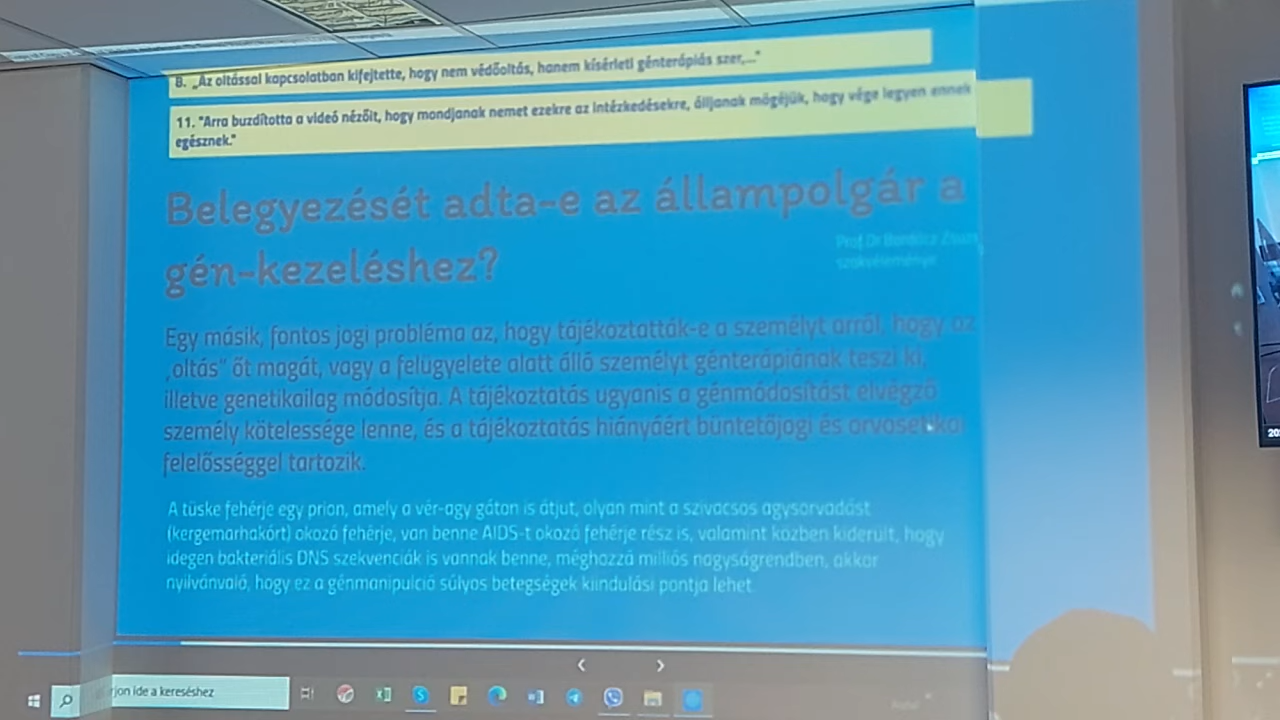 8. „Az oltással kapcsolatban kifejtette, hogy nem védőoltás, hanem kísérleti génterápiás szer,..."
11. "Arra buzdította a videó nézőit, hogy mondjanak nemet ezekre az intézkedésekre, álljanak mögéjük, hogy vége legyen ennek
egésznek."
Belegyezését adta-e az állampolgár a
gén-kezeléshez?
Prof. Dr
szakvéleménye
Egy másik, fontos jogi probléma az, hogy tájékoztatták-e a személyt arról, hogy az
„oltás" őt magát, vagy a felugyelete alatt álló személyt génterápiának teszi ki,
illetve genetikailag módosítja. A tájékoztatás ugyanis a génmódosítást elvégző
személy kötelessége lenne, és a tájékoztatás hiányáért büntetőjogi és orvosetikai
felelősséggel tartozik.
A tüske fehérje egy prion, amely a vér-agy gáton is átjut, olyan mint a szivacsos agysorvadást
(kergemarhakórt) okozó fehérje, van benne AIDS-t okozó fehérje rész is, valamint közben kiderült, hogy
idegen bakteriális DNS szekvenciák is vannak benne, méghozzá milliós nagyságrendben, akkor
nyilvánvaló, hogy ez a génmanipulció súlyos betegségek kiindulási pontja lehet.
rjon ide a kereséshez
20